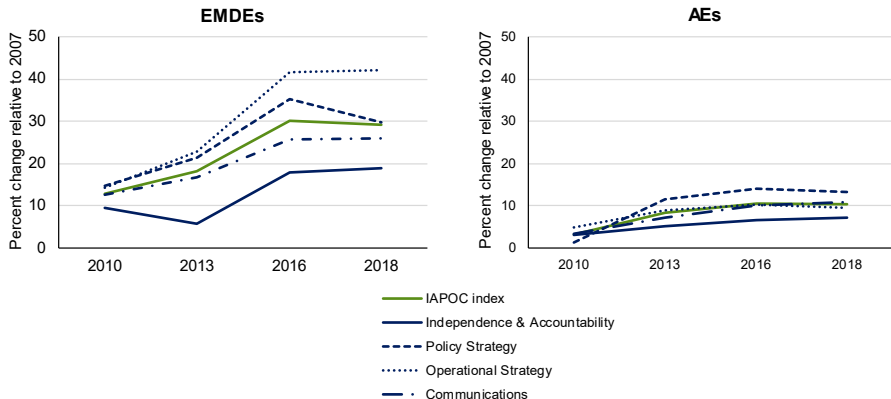 EMDEs
Percent change relative to 2007
50
40
30
20
10
0
2010 2013 2016 2018
AEs
Percent change relative to 2007
50
40
30
20
10
0
2010 2013 2016 2018
IAPOC index
Independence & Accountability
Policy Strategy
Operational Strategy
Communications